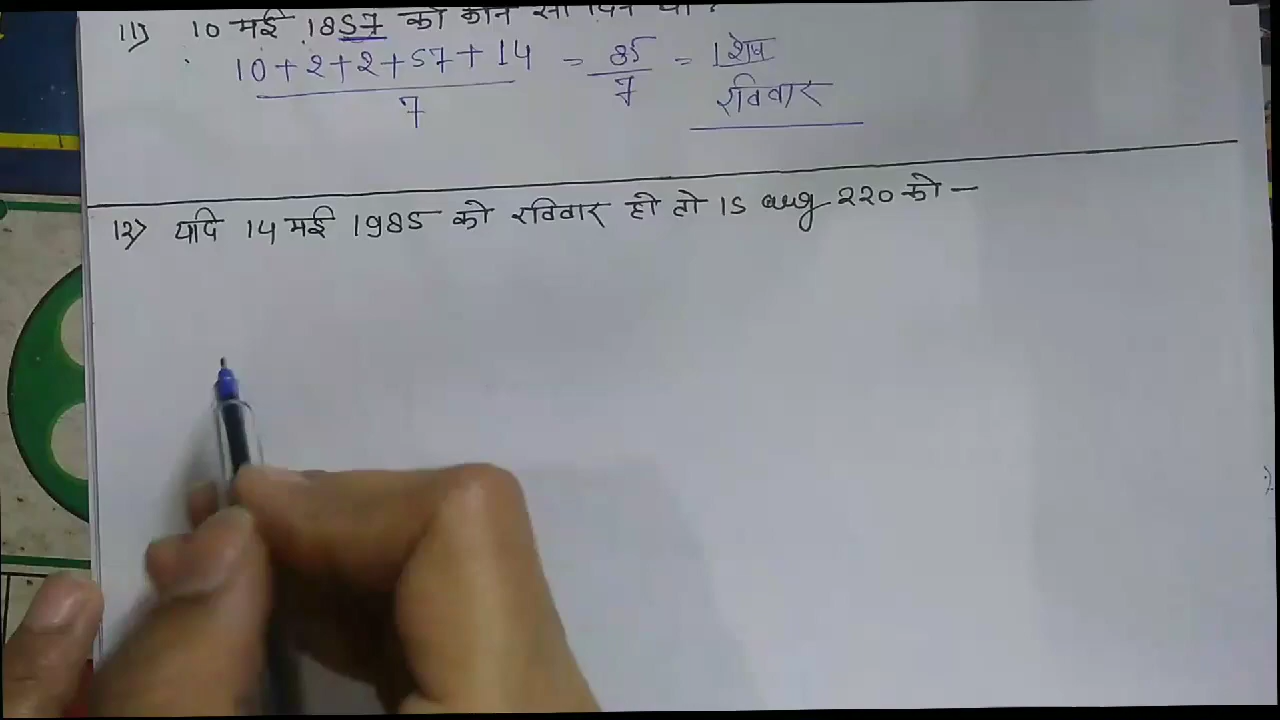 11) 10 मई 1857 को कौन सा दिन था ?
10+2+2+57+14 = 85 = 1शेष
7 7 रविवार
12) यदि 14 मई 1985 को रविवार हो तो 15 aug 220 को –